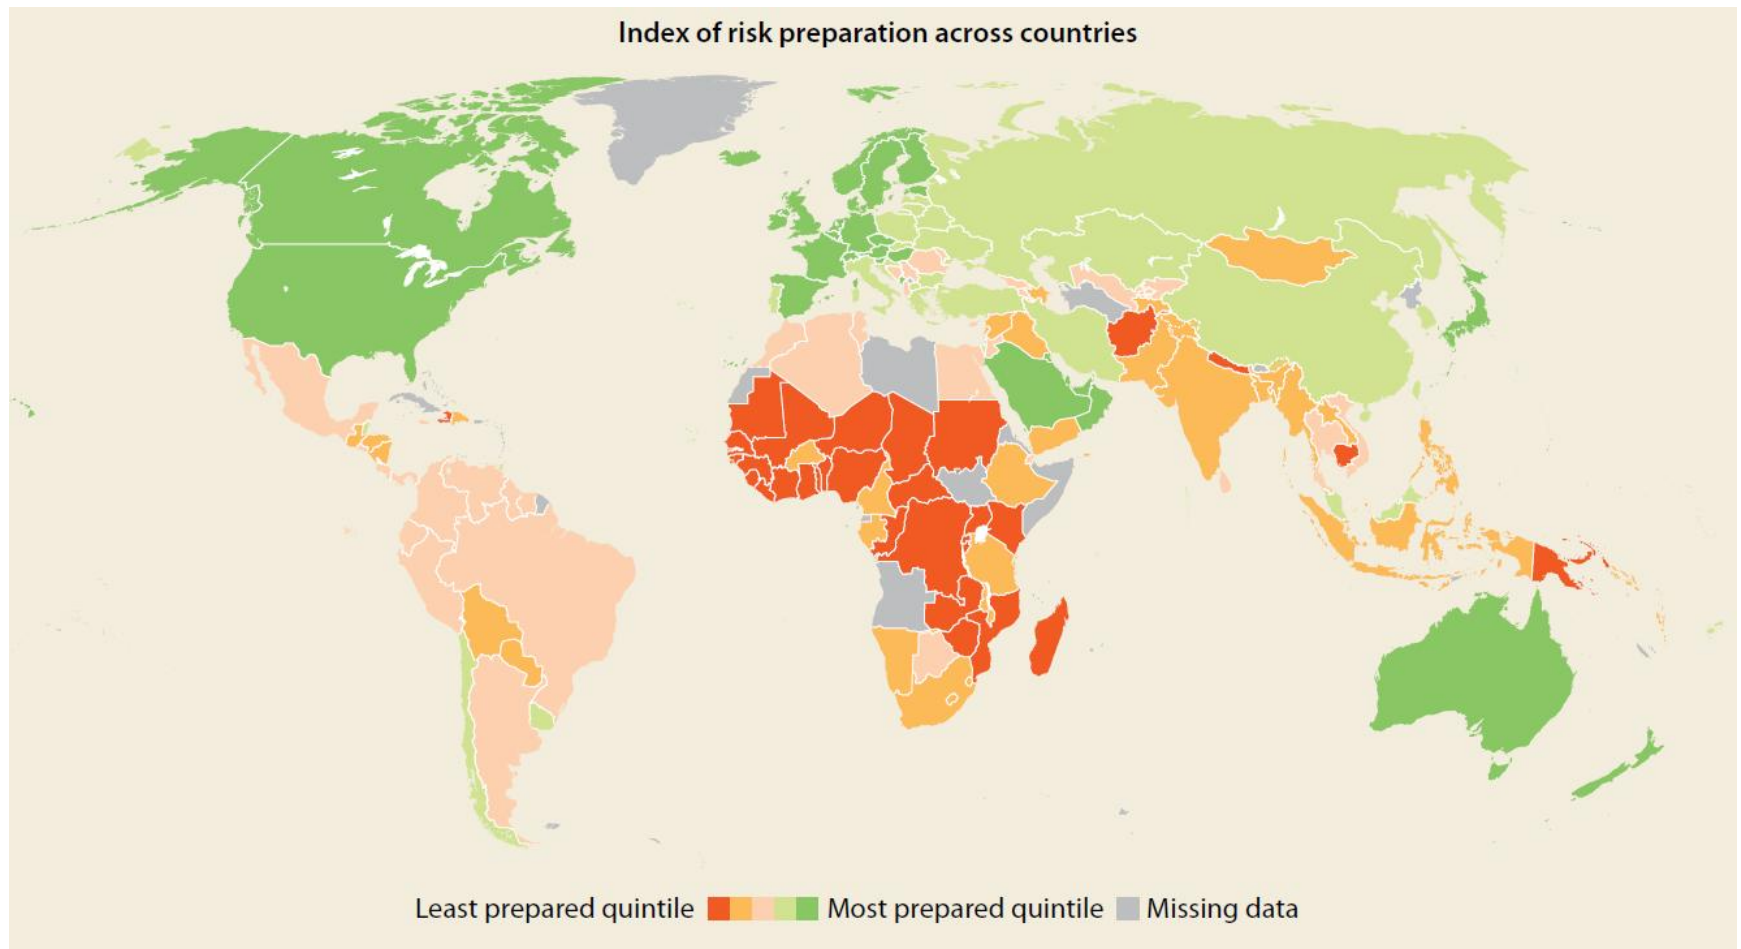 Index of risk preparation across countries
Least prepared quintile Most prepared quintile Missing data